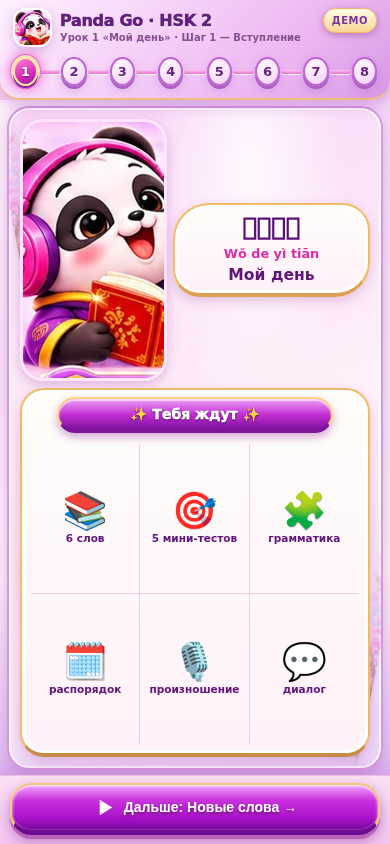 Panda Go · HSK 2
Урок 1 «Мой день» · Шаг 1 — Вступление
ДЕМО
1 2 3 4 5 6 7 8
Wǒ de yì tiān
Мой день
✨ Тебя ждут ✨
6 слов
5 мини-тестов
грамматика
распорядок
произношение
диалог
▶ Дальше: Новые слова →